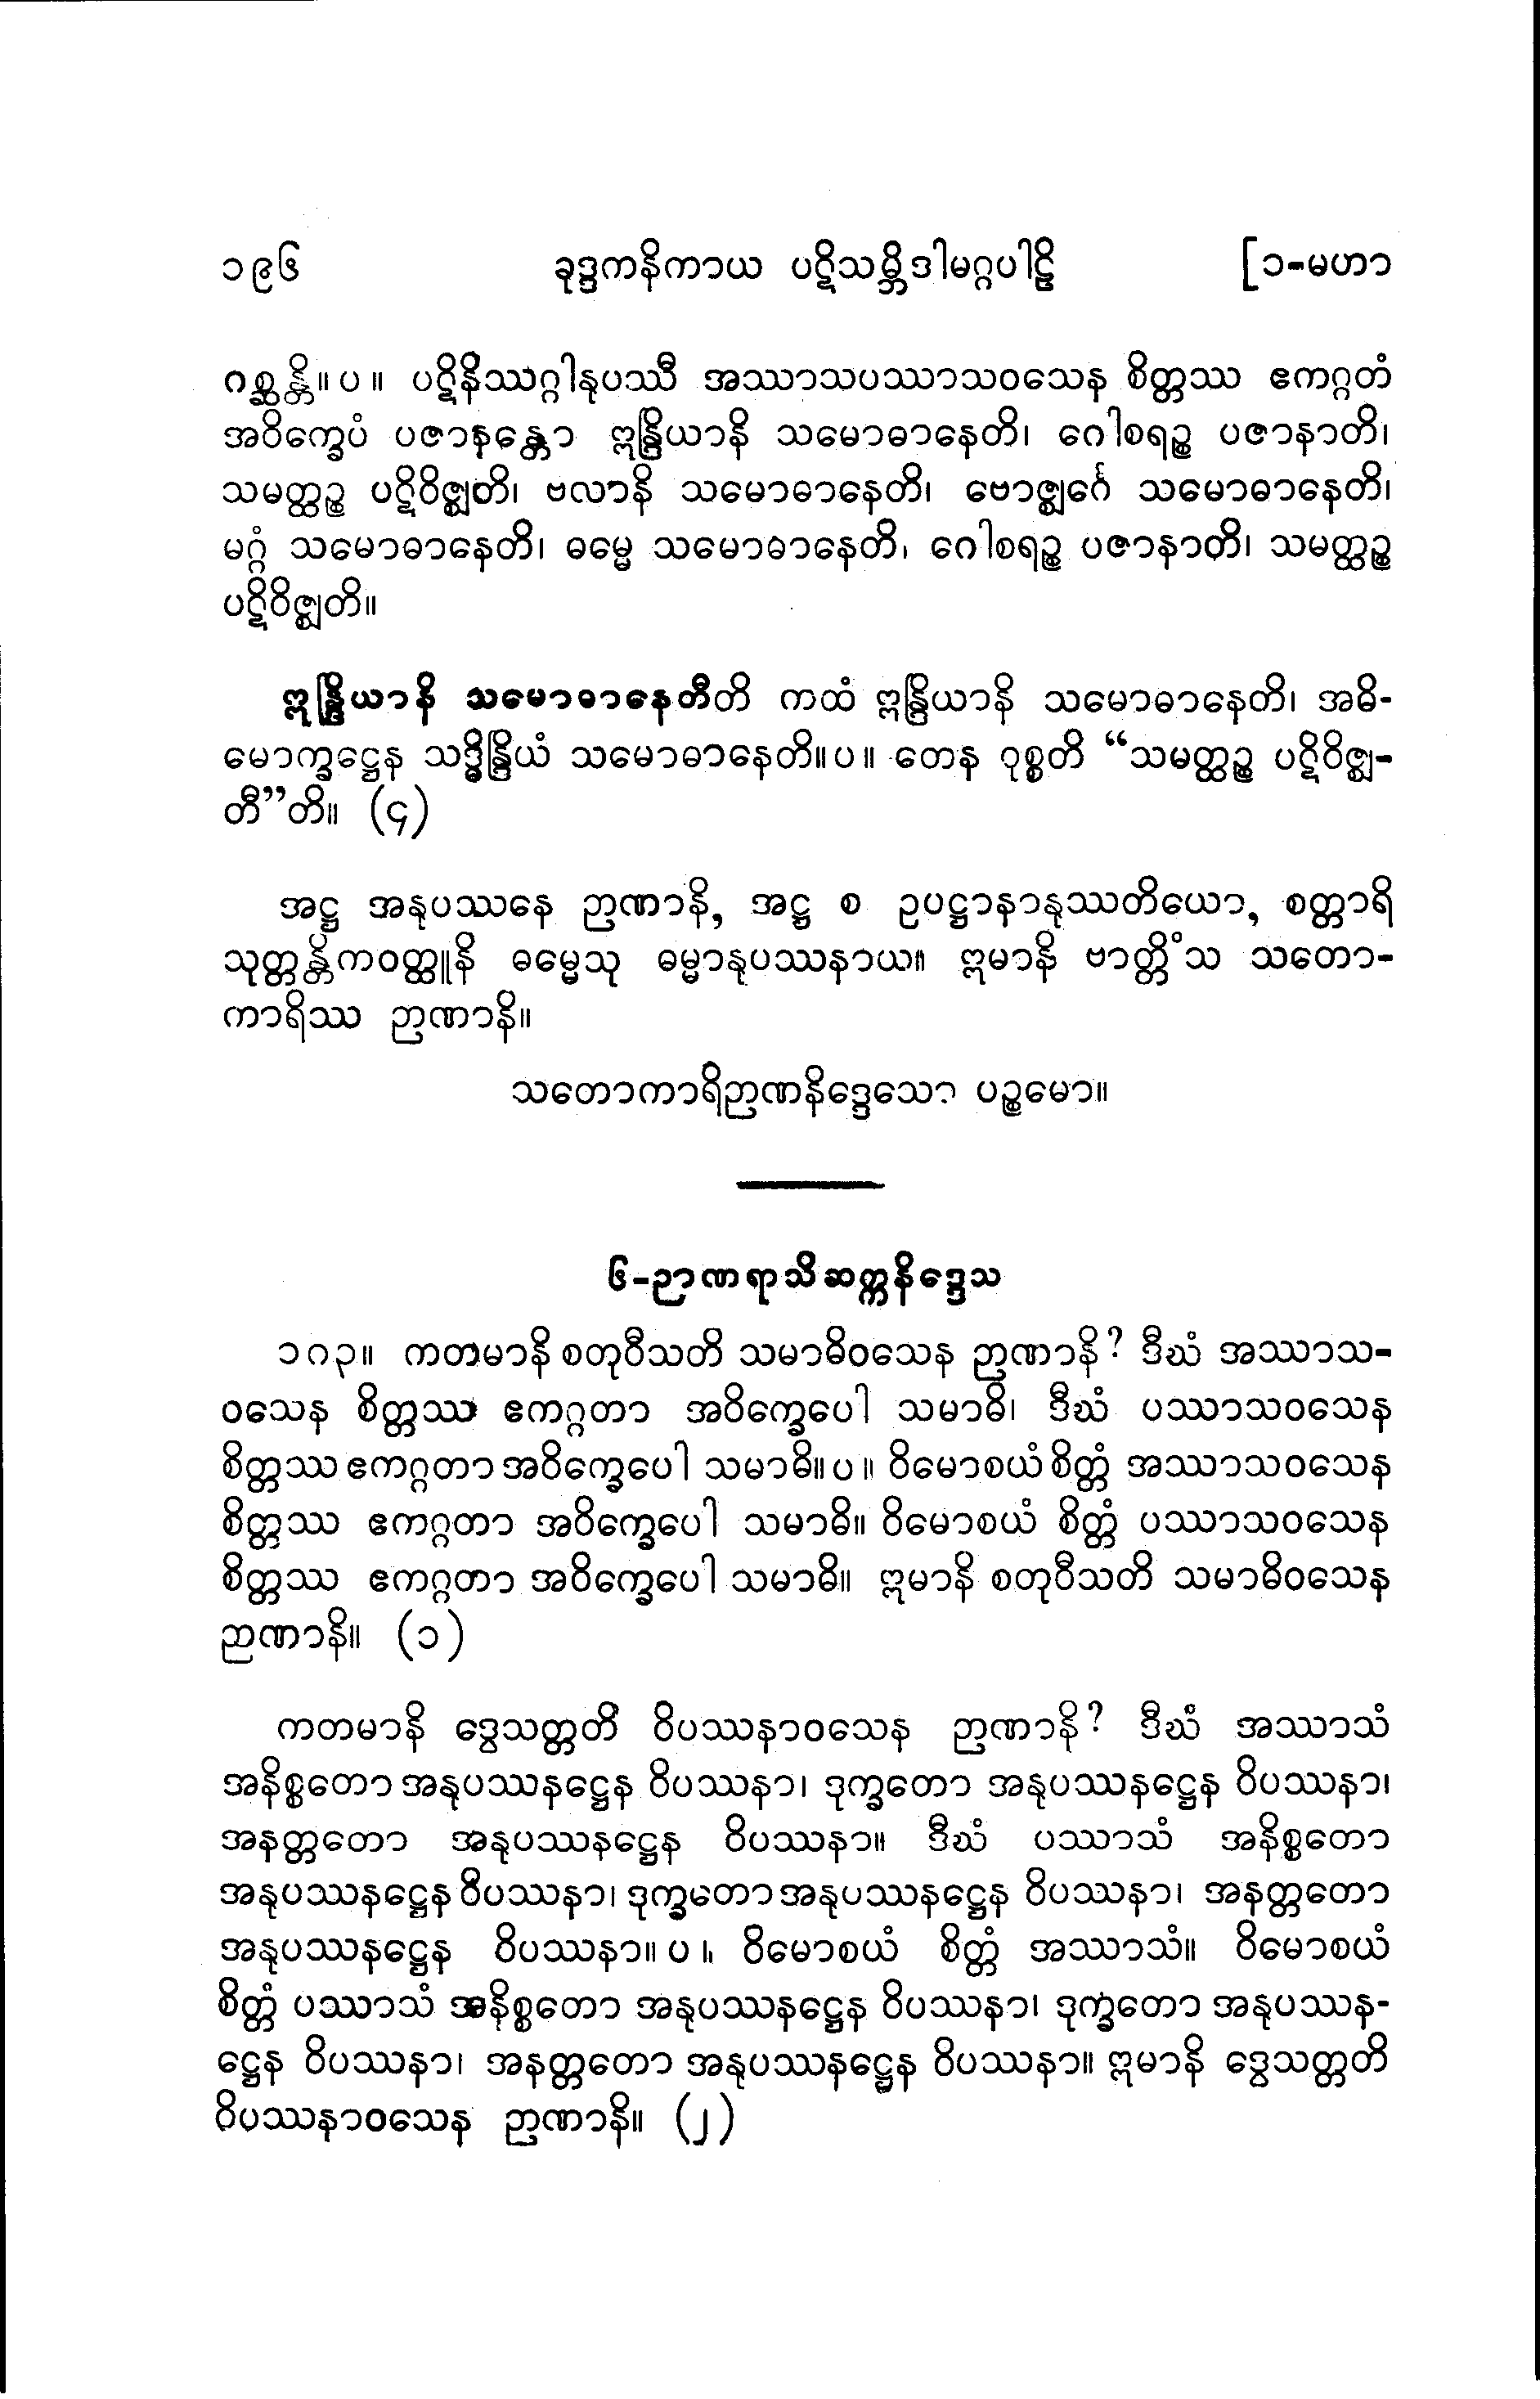 ၁၉၆ ခုဒ္ဒကနိကာယ ပဋိသမ္ဘိဒါမဂ္ဂပါဠိ [၁-မဟာ
ဂစ္ဆန္တိ။ပ။ ပဋိနိဿဂ္ဂါနုပဿီ အဿာသပဿာသဝသေန စိတ္တဿ ဧကဂ္ဂတံ
အဝိက္ခေပံ ပဇာနန္တော ဣန္ဒြိယာနိ သမောဓာနေတိ၊ ဂေါစရဉ္စ ပဇာနာတိ၊
သမတ္ထဉ္စ ပဋိဝိဇ္ဈတိ၊ ဗလာနိ သမောဓာနေတိ၊ ဗောဇ္ဈင်္ဂေ သမောဓာနေတိ၊
မဂ္ဂံ သမောဓာနေတိ၊ ဓမ္မေ သမောဓာနေတိ၊ ဂေါစရဉ္စ ပဇာနာတိ၊ သမတ္ထဉ္စ
ပဋိဝိဇ္ဈတိ။
ဣန္ဒြိယာနိ သမောဓာနေတီတိ ကထံ ဣန္ဒြိယာနိ သမောဓာနေတိ၊ အဓိ-
မောက္ခဋ္ဌေန သဒ္ဓိန္ဒြိယံ သမောဓာနေတိ။ပ။ တေန ဝုစ္စတိ “သမတ္ထဉ္စ ပဋိဝိဇ္ဈ-
တီ”တိ။ (၄)
အဋ္ဌ အနုပဿနေ ဉာဏာနိ, အဋ္ဌ စ ဥပဋ္ဌာနာနုဿတိယော, စတ္တာရိ
သုတ္တန္တိကဝတ္ထူနိ ဓမ္မေသု ဓမ္မာနုပဿနာယ။ ဣမာနိ ဗာတ္တိံသ သတော-
ကာရိဿ ဉာဏာနိ။
သတောကာရိဉာဏနိဒ္ဒေသော ပဉ္စမော။
၆-ဉာဏရာသိဆက္ကနိဒ္ဒေသ
၁၈၃။ ကတမာနိ စတုဝီသတိ သမာဓိဝသေန ဉာဏာနိ? ဒီဃံ အဿာသ-
ဝသေန စိတ္တဿ ဧကဂ္ဂတာ အဝိက္ခေပေါ သမာဓိ၊ ဒီဃံ ပဿာသဝသေန
စိတ္တဿ ဧကဂ္ဂတာ အဝိက္ခေပေါ သမာဓိ။ပ။ ဝိမောစယံ စိတ္တံ အဿာသဝသေန
စိတ္တဿ ဧကဂ္ဂတာ အဝိက္ခေပေါ သမာဓိ။ ဝိမောစယံ စိတ္တံ ပဿာသဝသေန
စိတ္တဿ ဧကဂ္ဂတာ အဝိက္ခေပေါ သမာဓိ။ ဣမာနိ စတုဝီသတိ သမာဓိဝသေန
ဉာဏာနိ။ (၁)
ကတမာနိ ဒွေသတ္တတိ ဝိပဿနာဝသေန ဉာဏာနိ? ဒီဃံ အဿာသံ
အနိစ္စတော အနုပဿနဋ္ဌေန ဝိပဿနာ၊ ဒုက္ခတော အနုပဿနဋ္ဌေန ဝိပဿနာ၊
အနတ္တတော အနုပဿနဋ္ဌေန ဝိပဿနာ။ ဒီဃံ ပဿာသံ အနိစ္စတော
အနုပဿနဋ္ဌေန ဝိပဿနာ၊ ဒုက္ခတော အနုပဿနဋ္ဌေန ဝိပဿနာ၊ အနတ္တတော
အနုပဿနဋ္ဌေန ဝိပဿနာ။ပ။ ဝိမောစယံ စိတ္တံ အဿာသံ။ ဝိမောစယံ
စိတ္တံ ပဿာသံ အနိစ္စတော အနုပဿနဋ္ဌေန ဝိပဿနာ၊ ဒုက္ခတော အနုပဿန-
ဋ္ဌေန ဝိပဿနာ၊ အနတ္တတော အနုပဿနဋ္ဌေန ဝိပဿနာ။ ဣမာနိ ဒွေသတ္တတိ
ဝိပဿနာဝသေန ဉာဏာနိ။ (၂)